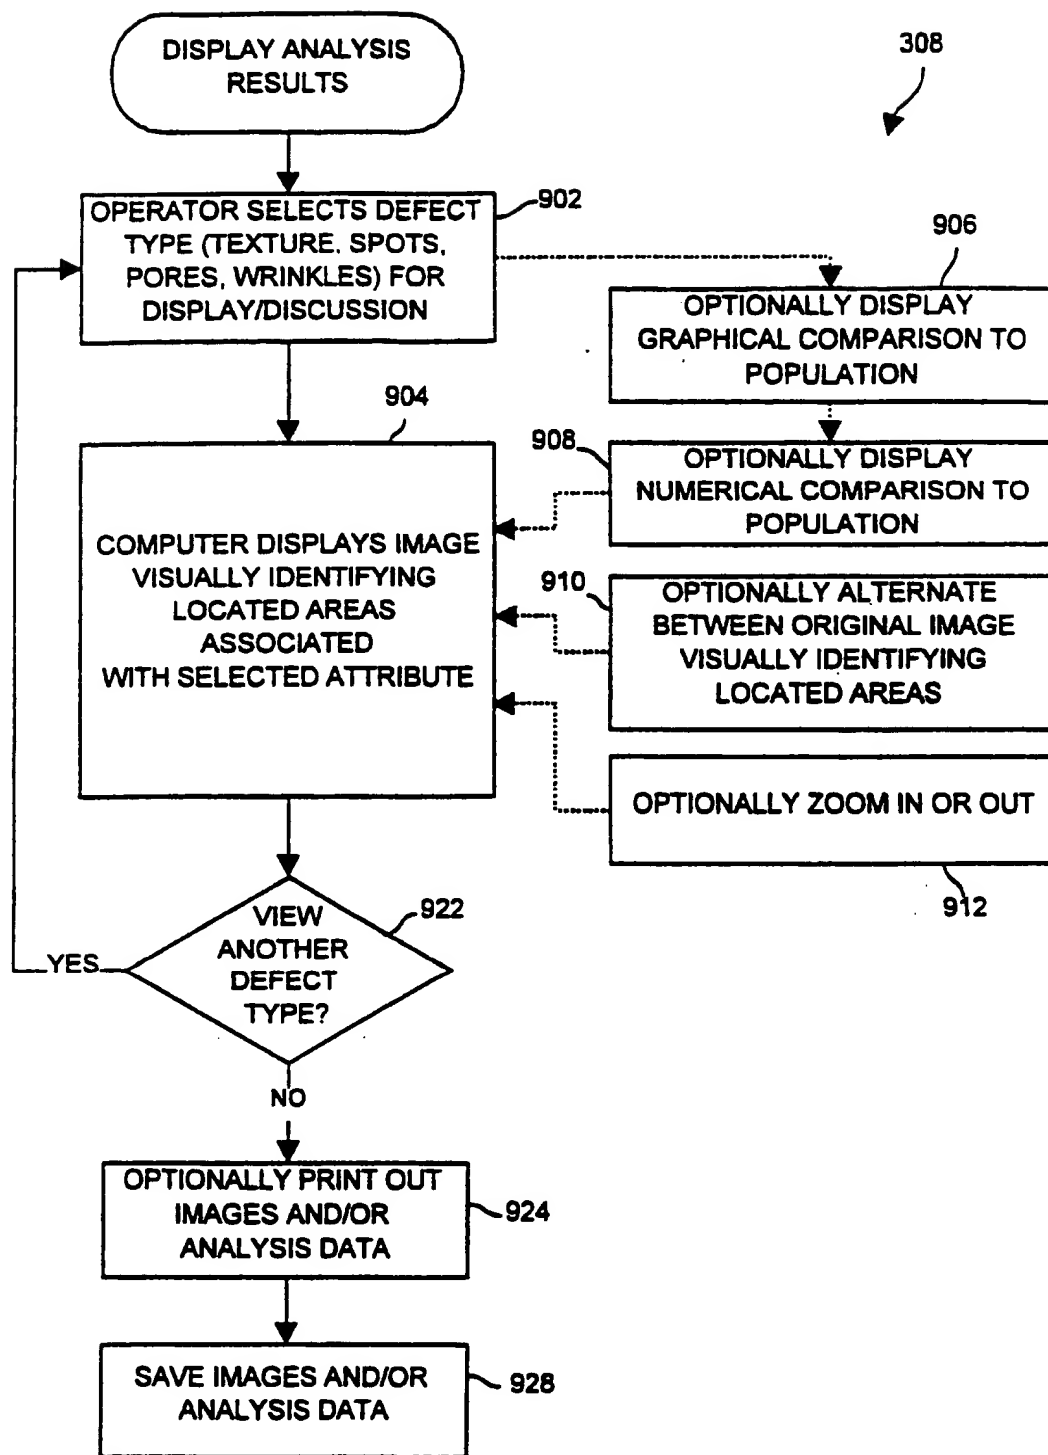 DISPLAY ANALYSIS
RESULTS
308
OPERATOR SELECTS DEFECT
TYPE (TEXTURE. SPOTS,
PORES, WRINKLES) FOR
DISPLAY/DISCUSSION
902
906
OPTIONALLY DISPLAY
GRAPHICAL COMPARISON TO
POPULATION
904
COMPUTER DISPLAYS IMAGE
VISUALLY IDENTIFYING
LOCATED AREAS
ASSOCIATED
WITH SELECTED ATTRIBUTE
908
OPTIONALLY DISPLAY
NUMERICAL COMPARISON TO
POPULATION
910
OPTIONALLY ALTERNATE
BETWEEN ORIGINAL IMAGE
VISUALLY IDENTIFYING
LOCATED AREAS
OPTIONALLY ZOOM IN OR OUT
912
VIEW
ANOTHER
DEFECT
TYPE?
922
YES
NO
OPTIONALLY PRINT OUT
IMAGES AND/OR
ANALYSIS DATA
924
SAVE IMAGES AND/OR
ANALYSIS DATA
928